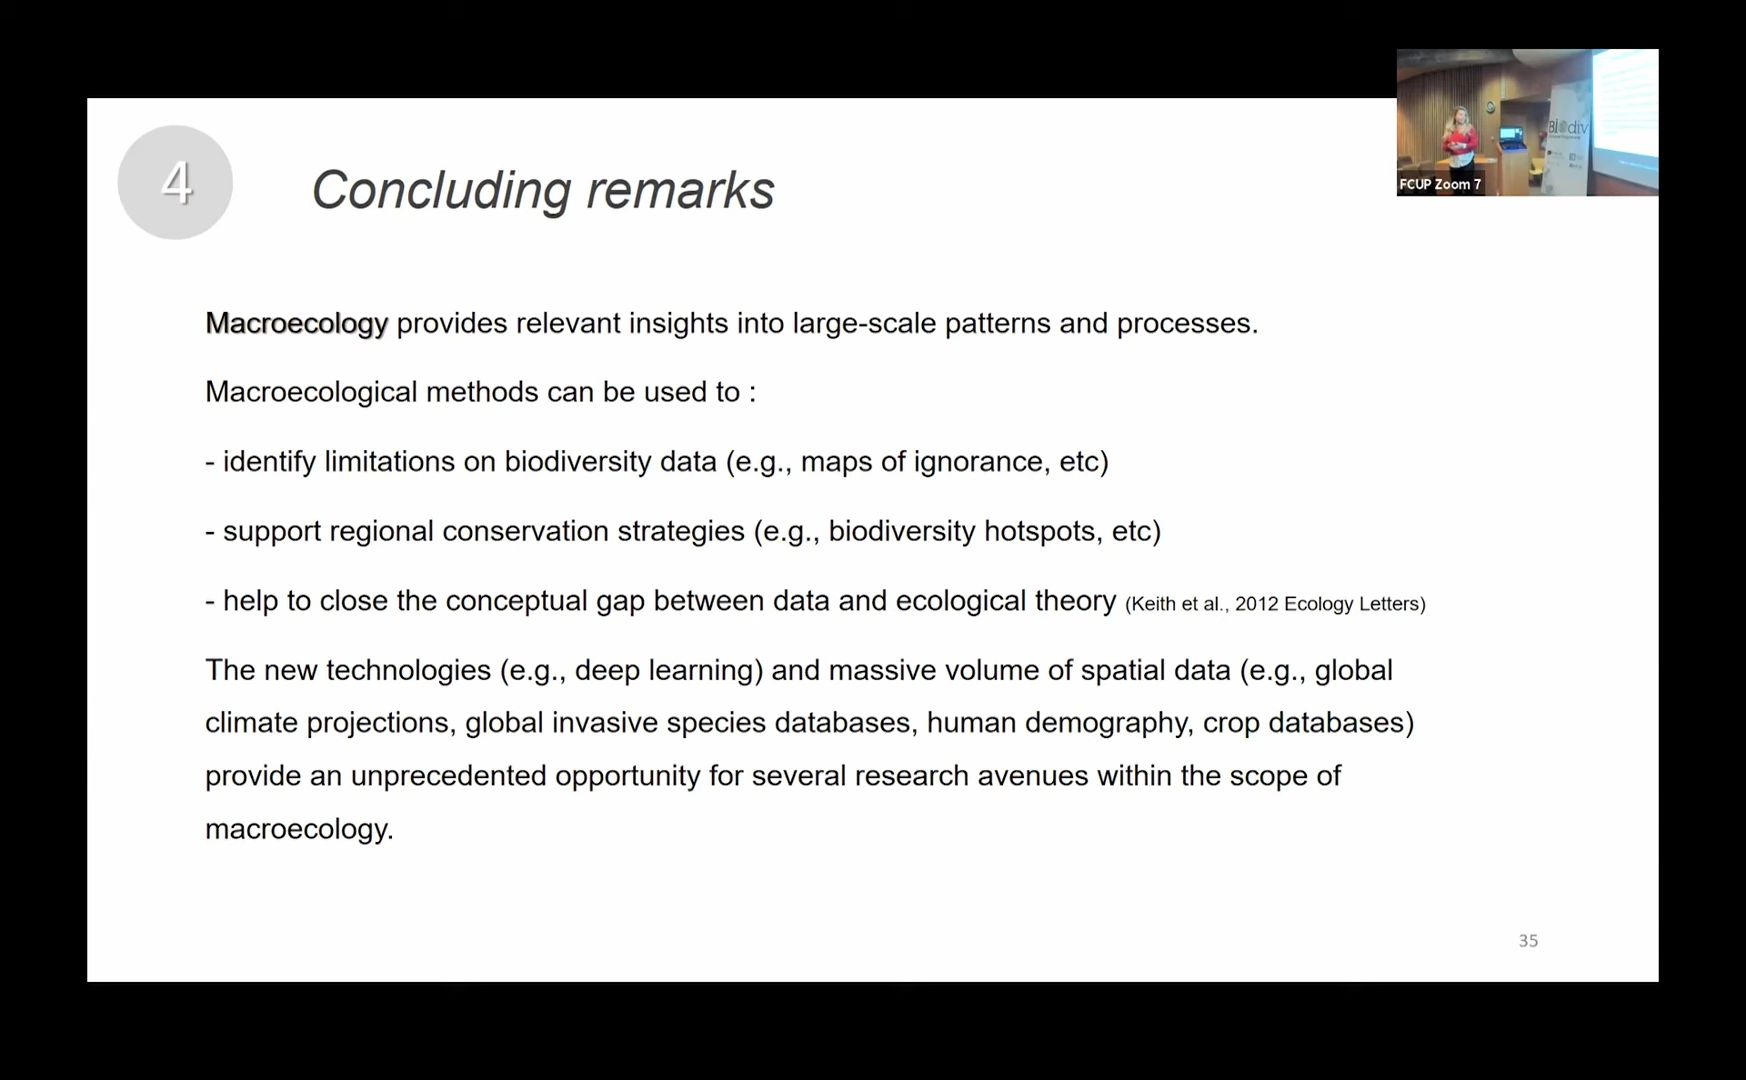 4
Concluding remarks
FCUP Zoom 7
Biodiv
Macroecology provides relevant insights into large-scale patterns and processes.
Macroecological methods can be used to :
- identify limitations on biodiversity data (e.g., maps of ignorance, etc)
- support regional conservation strategies (e.g., biodiversity hotspots, etc)
- help to close the conceptual gap between data and ecological theory (Keith et al., 2012 Ecology Letters)
The new technologies (e.g., deep learning) and massive volume of spatial data (e.g., global
climate projections, global invasive species databases, human demography, crop databases)
provide an unprecedented opportunity for several research avenues within the scope of
macroecology.
35